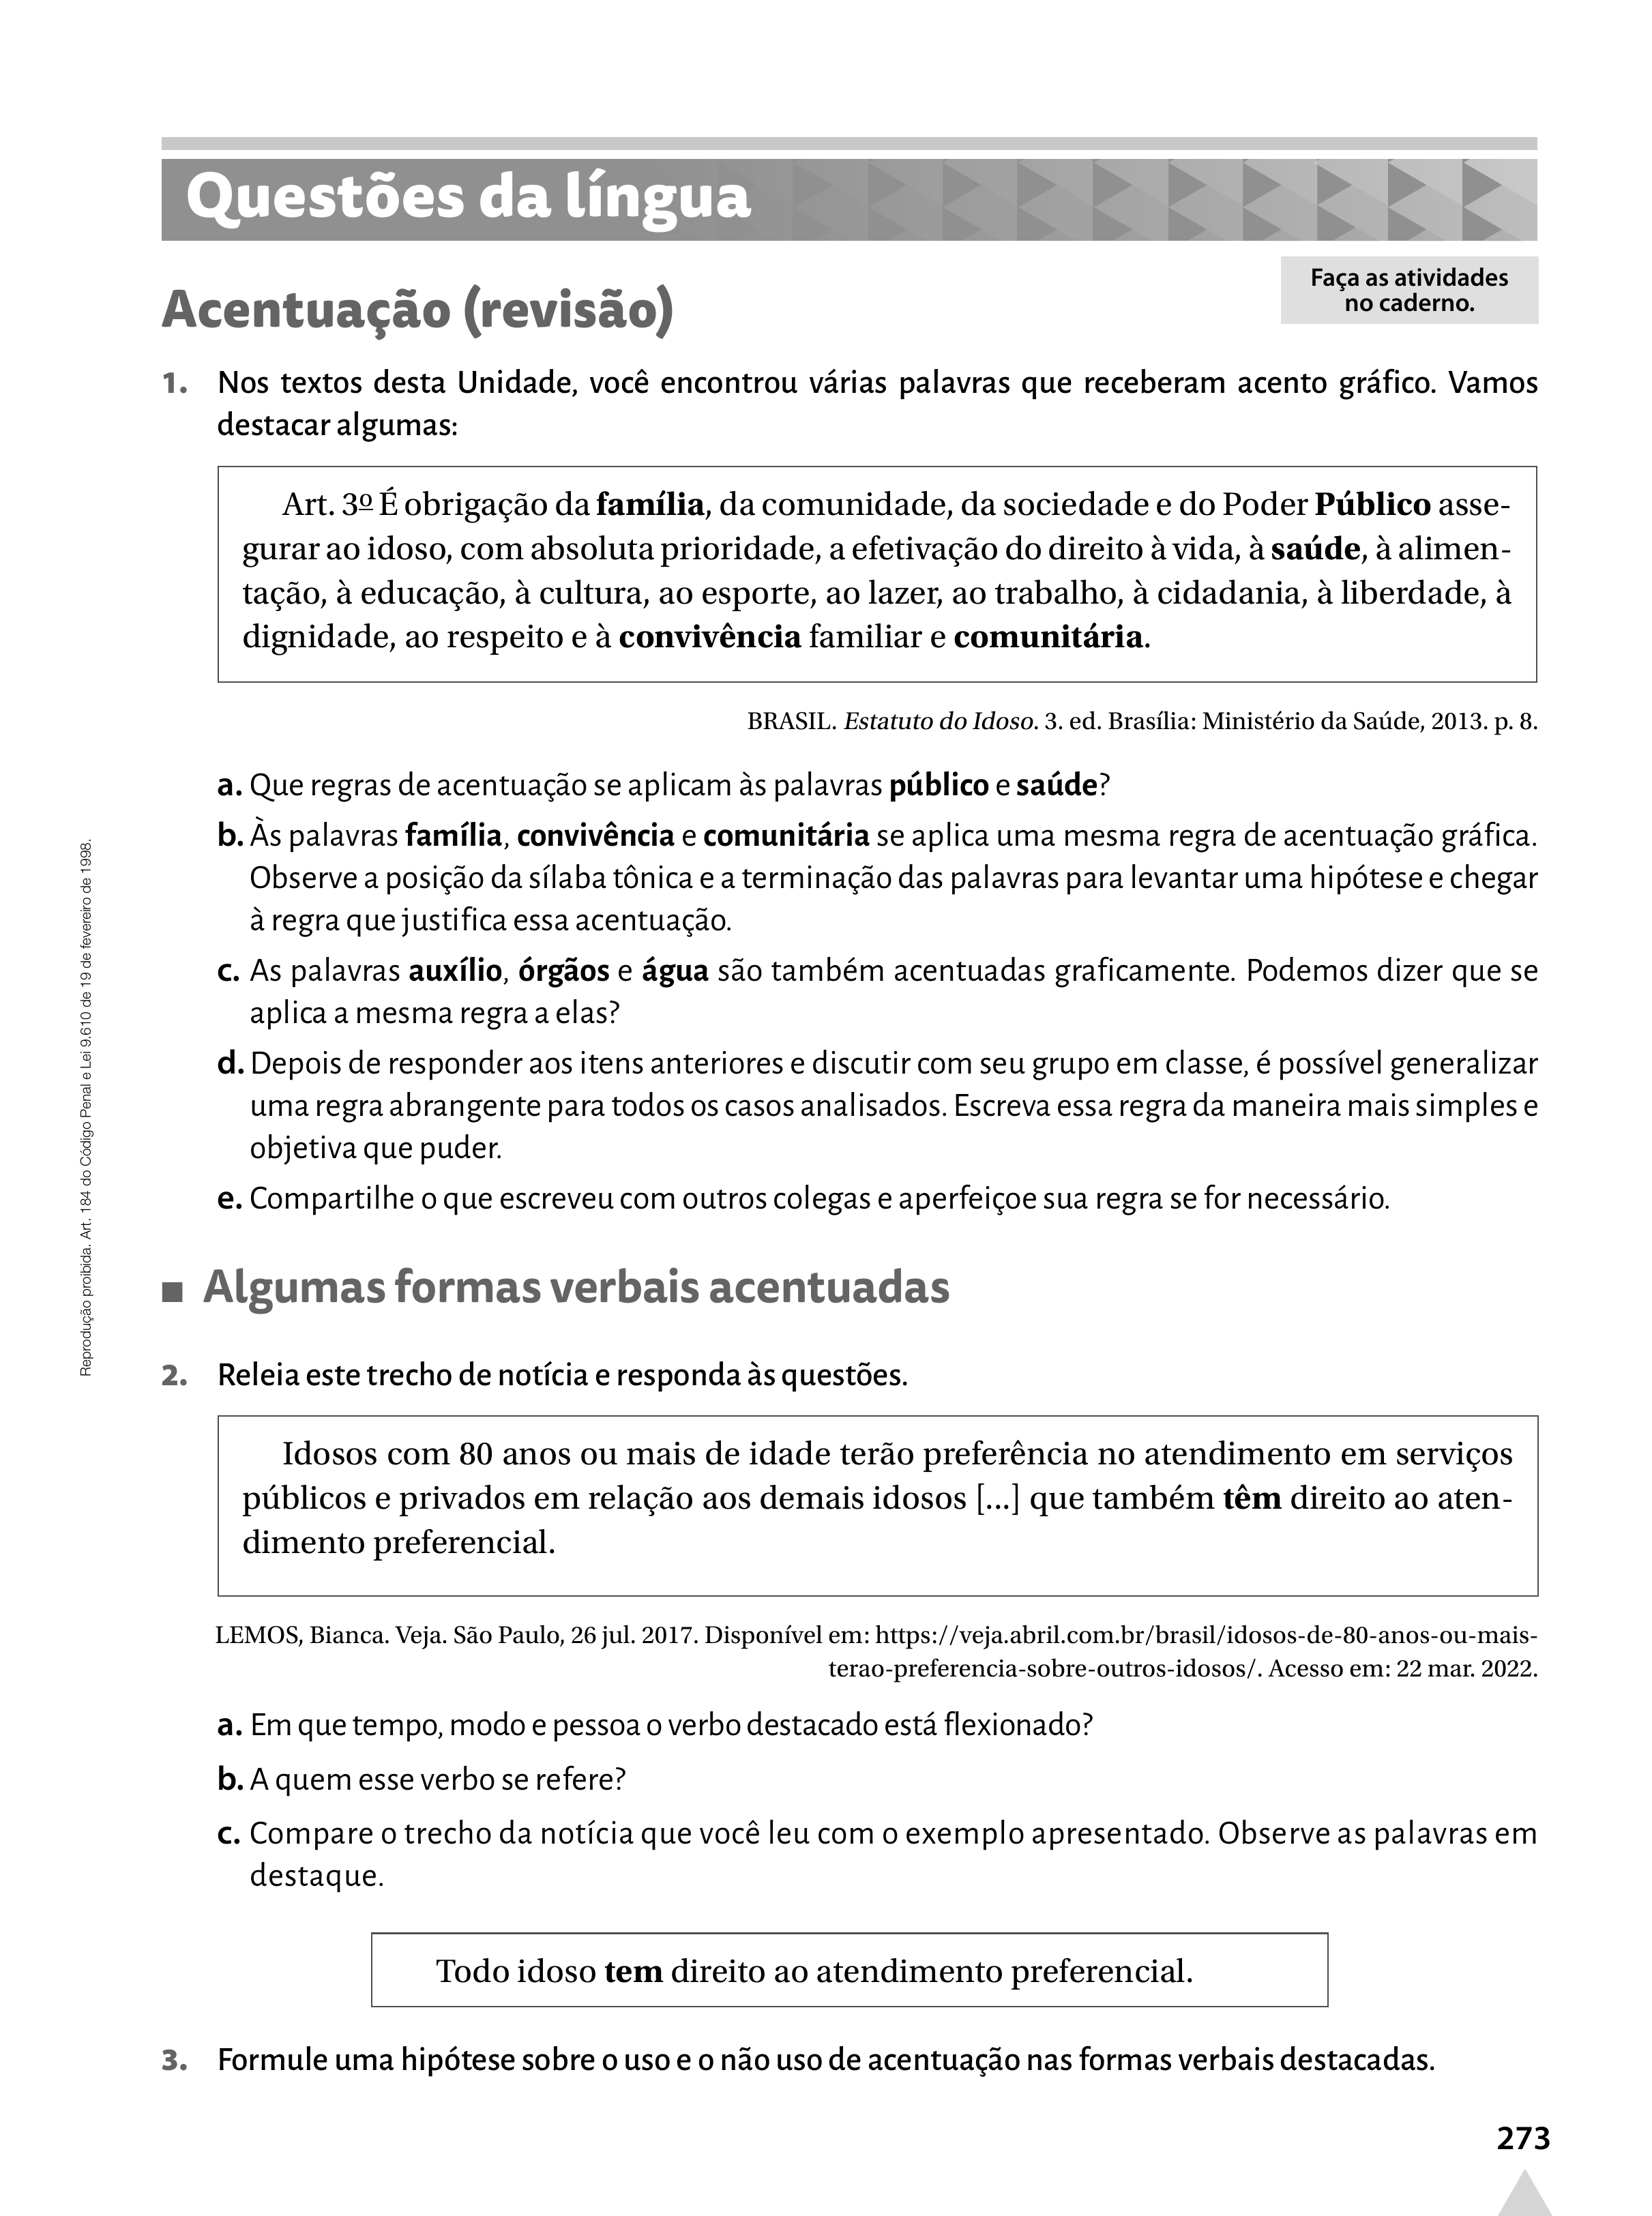 Questões da língua
Acentuação (revisão)
Faça as atividades
no caderno.
1. Nos textos desta Unidade, você encontrou várias palavras que receberam acento gráfico. Vamos
destacar algumas:
Art. 3º É obrigação da família, da comunidade, da sociedade e do Poder Público asse-
gurar ao idoso, com absoluta prioridade, a efetivação do direito à vida, à saúde, à alimen-
tação, à educação, à cultura, ao esporte, ao lazer, ao trabalho, à cidadania, à liberdade, à
dignidade, ao respeito e à convivência familiar e comunitária.
BRASIL. Estatuto do Idoso. 3. ed. Brasília: Ministério da Saúde, 2013. p. 8.
a. Que regras de acentuação se aplicam às palavras público e saúde?
b. Às palavras família, convivência e comunitária se aplica uma mesma regra de acentuação gráfica.
Observe a posição da sílaba tônica e a terminação das palavras para levantar uma hipótese e chegar
à regra que justifica essa acentuação.
c. As palavras auxílio, órgãos e água são também acentuadas graficamente. Podemos dizer que se
aplica a mesma regra a elas?
d. Depois de responder aos itens anteriores e discutir com seu grupo em classe, é possível generalizar
uma regra abrangente para todos os casos analisados. Escreva essa regra da maneira mais simples e
objetiva que puder.
e. Compartilhe o que escreveu com outros colegas e aperfeiçoe sua regra se for necessário.
■ Algumas formas verbais acentuadas
2. Releia este trecho de notícia e responda às questões.
Idosos com 80 anos ou mais de idade terão preferência no atendimento em serviços
públicos e privados em relação aos demais idosos [...] que também têm direito ao aten-
dimento preferencial.
LEMOS, Bianca. Veja. São Paulo, 26 jul. 2017. Disponível em: https://veja.abril.com.br/brasil/idosos-de-80-anos-ou-mais-
terao-preferencia-sobre-outros-idosos/. Acesso em: 22 mar. 2022.
a. Em que tempo, modo e pessoa o verbo destacado está flexionado?
b. A quem esse verbo se refere?
c. Compare o trecho da notícia que você leu com o exemplo apresentado. Observe as palavras em
destaque.
Todo idoso tem direito ao atendimento preferencial.
3. Formule uma hipótese sobre o uso e o não uso de acentuação nas formas verbais destacadas.
273
Reprodução proibida. Art. 184 do Código Penal e Lei 9.610 de 19 de fevereiro de 1998.